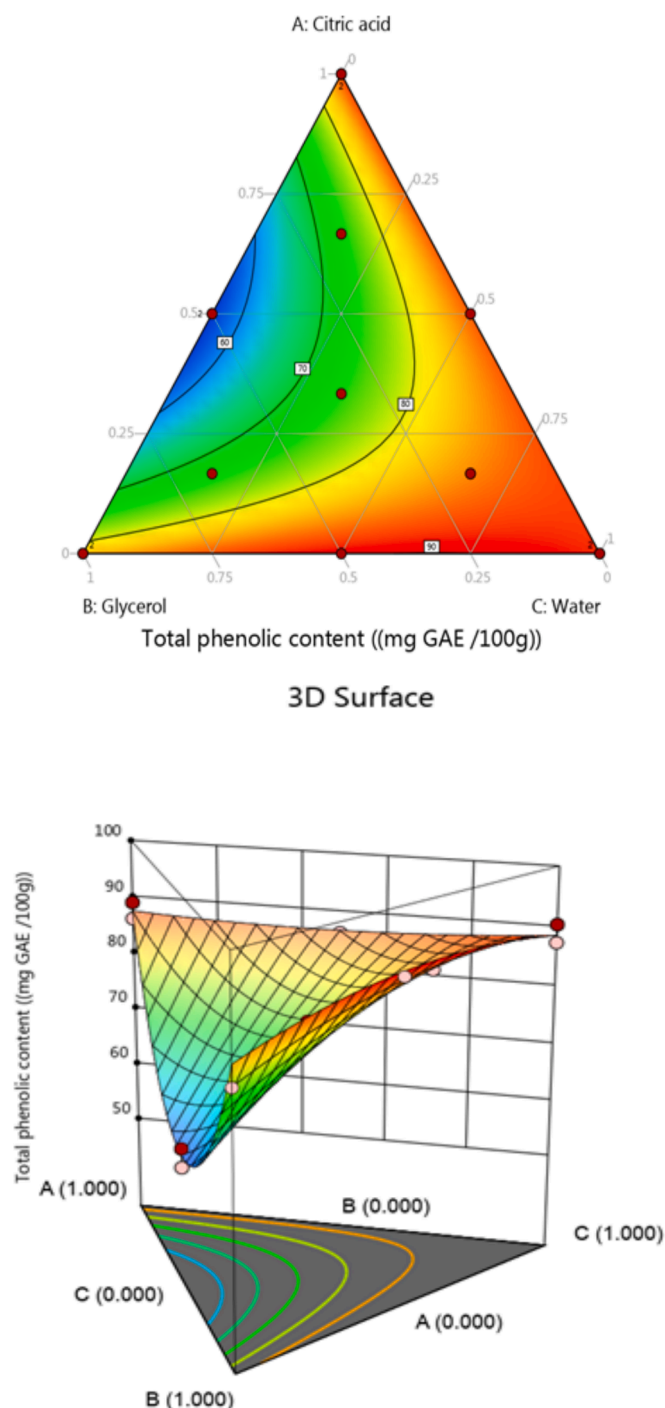 A: Citric acid
0
1
2
0.75
0.25
0.5
2
0.5
60
70
80
0.25
0.75
0
2
90
2
1
1
0.75
0.5
0.25
0
B: Glycerol
C: Water
Total phenolic content ((mg GAE /100g))
3D Surface
Total phenolic content ((mg GAE /100g))
100
90
80
70
60
50
A (1.000)
B (0.000)
C (1.000)
C (0.000)
A (0.000)
B (1.000)